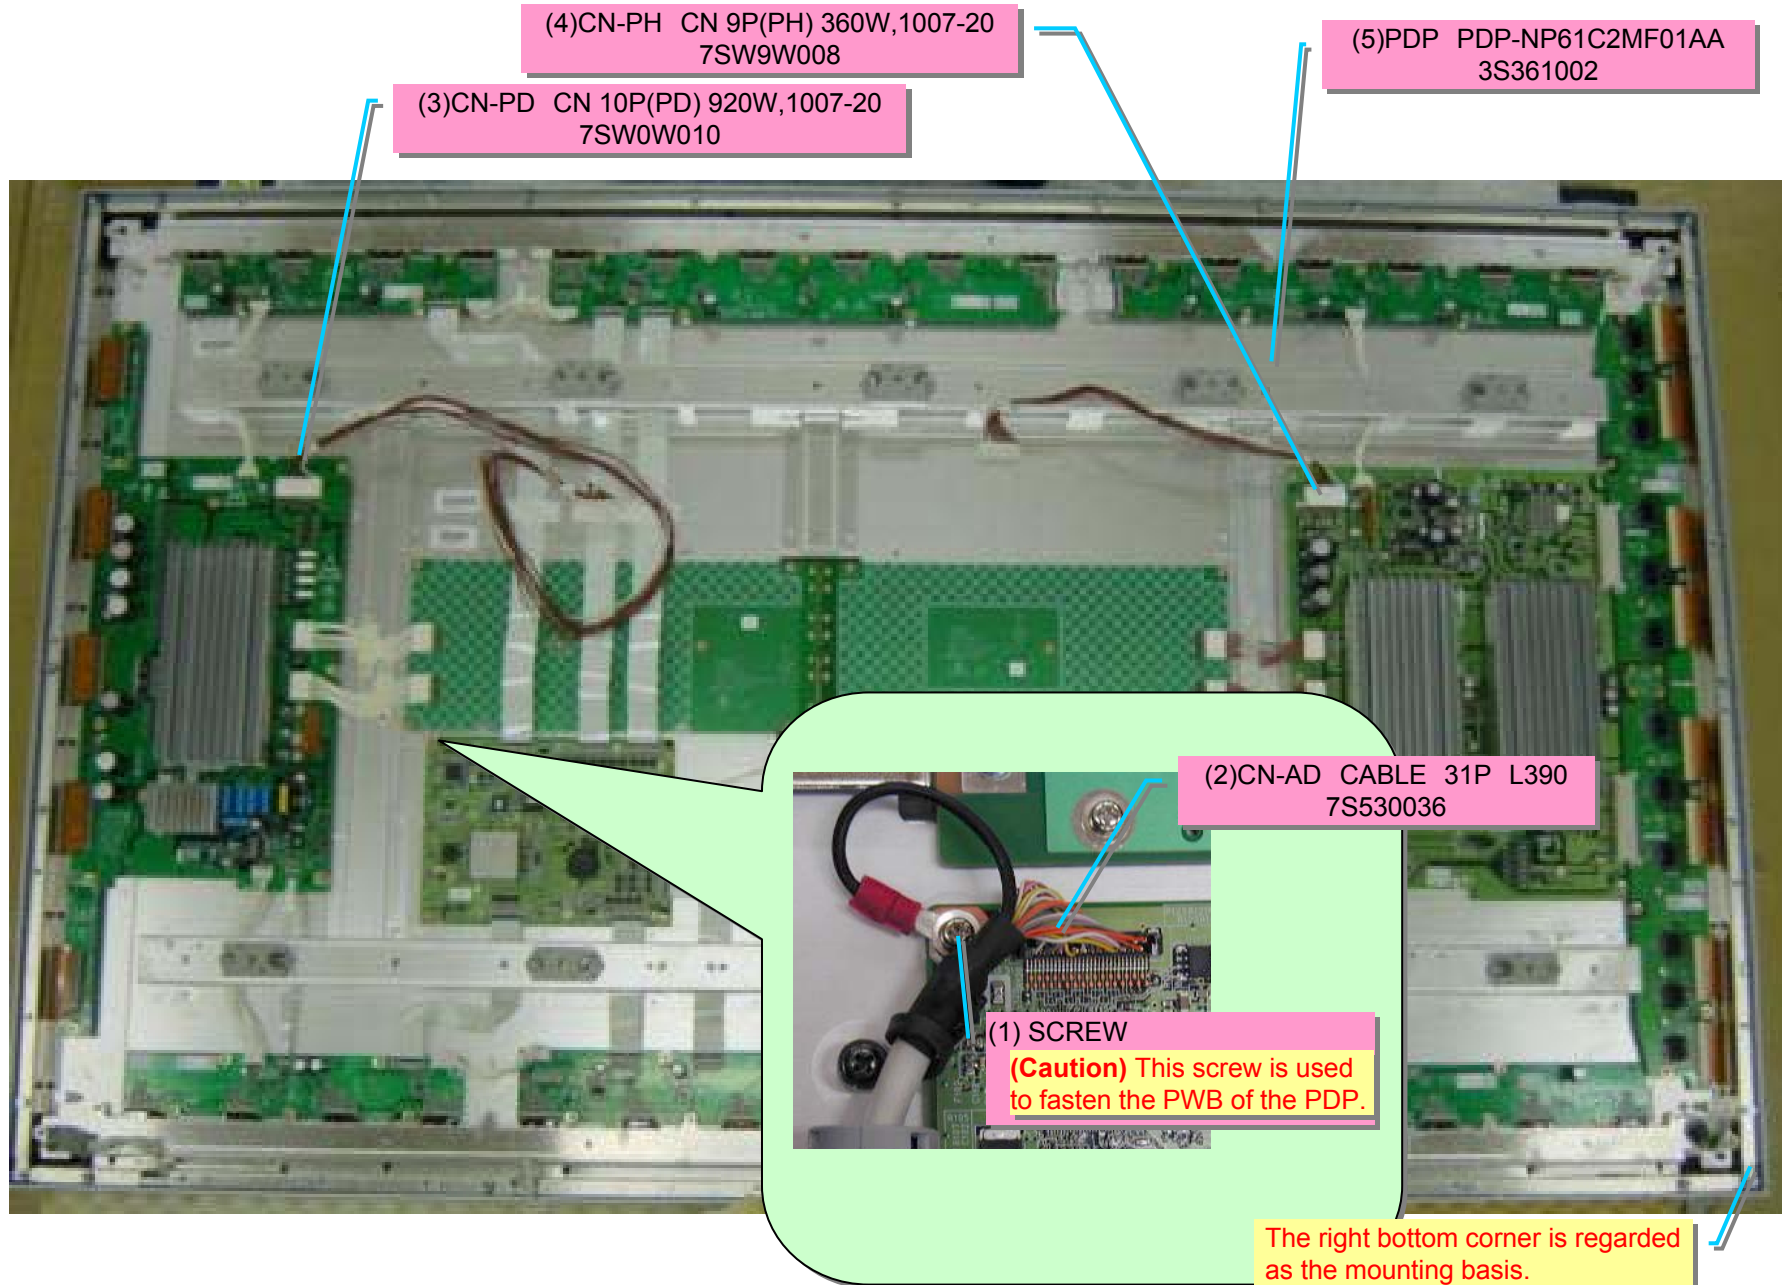 (4)CN-PH CN 9P(PH) 360W,1007-20
7SW9W008
(5)PDP PDP-NP61C2MF01AA
3S361002
(3)CN-PD CN 10P(PD) 920W,1007-20
7SW0W010
(2)CN-AD CABLE 31P L390
7S530036
(1) SCREW
(Caution) This screw is used
to fasten the PWB of the PDP.
The right bottom corner is regarded
as the mounting basis.